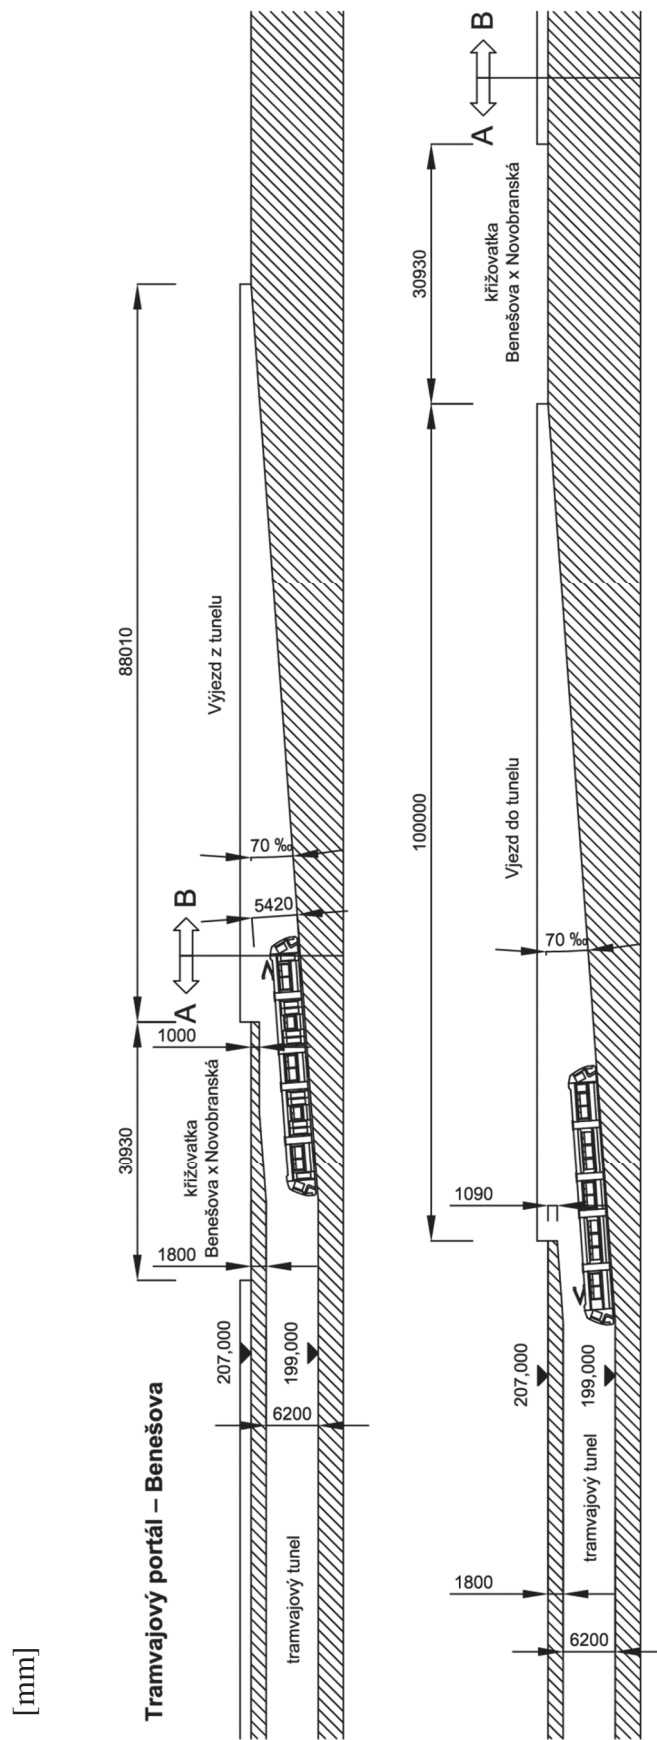 [mm]
Tramvajový portál – Benešova
88010
30930
Výjezd z tunelu
70 ‰
5420
A
B
1000
křižovatka
Benešova x Novobranská
1800
207,000
199,000
6200
tramvajový tunel
30930
100000
A
B
křižovatka
Benešova x Novobranská
Vjezd do tunelu
70 ‰
1090
207,000
199,000
tramvajový tunel
1800
6200